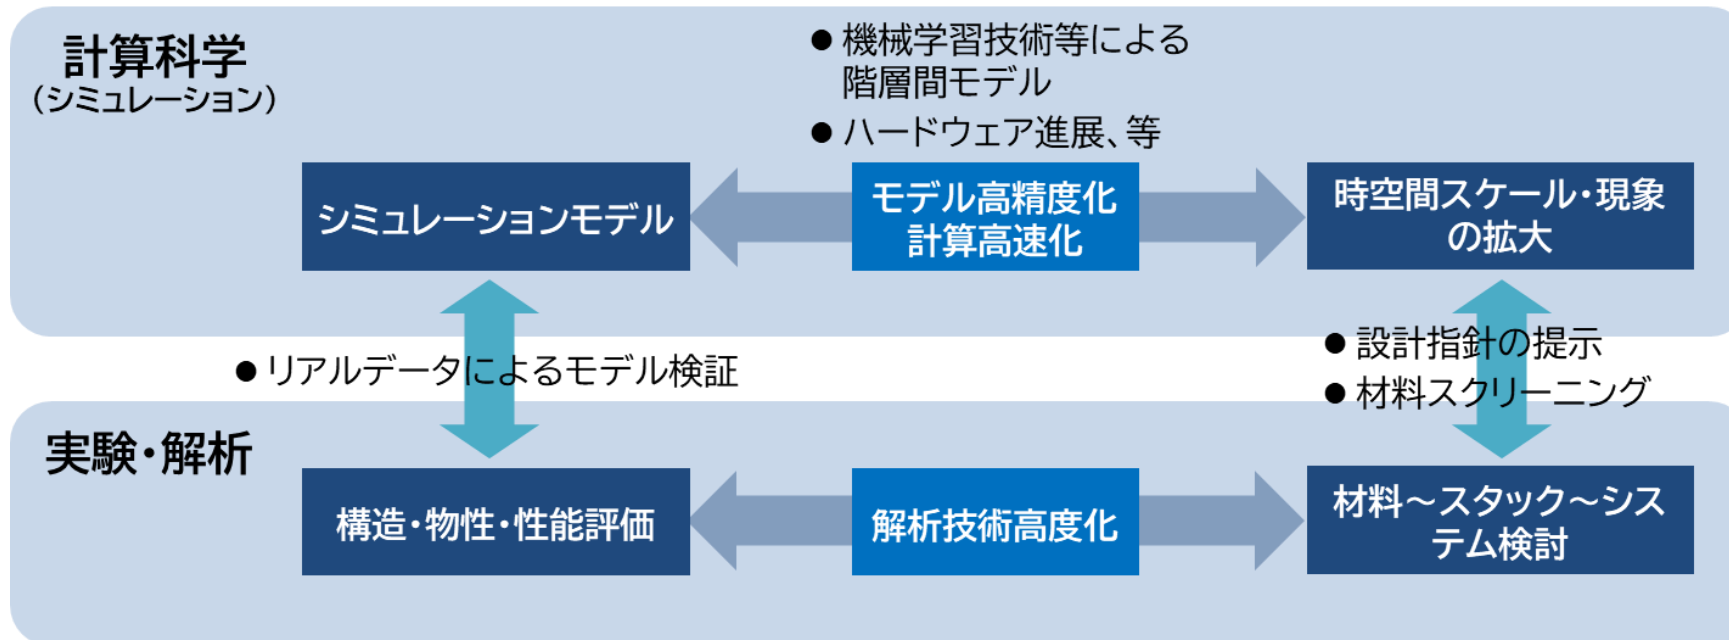 計算科学
（シミュレーション）
● 機械学習技術等による
階層間モデル
● ハードウェア進展、等
シミュレーションモデル
モデル高精度化
計算高速化
時空間スケール・現象
の拡大
● リアルデータによるモデル検証
● 設計指針の提示
● 材料スクリーニング
実験・解析
構造・物性・性能評価
解析技術高度化
材料～スタック～シス
テム検討